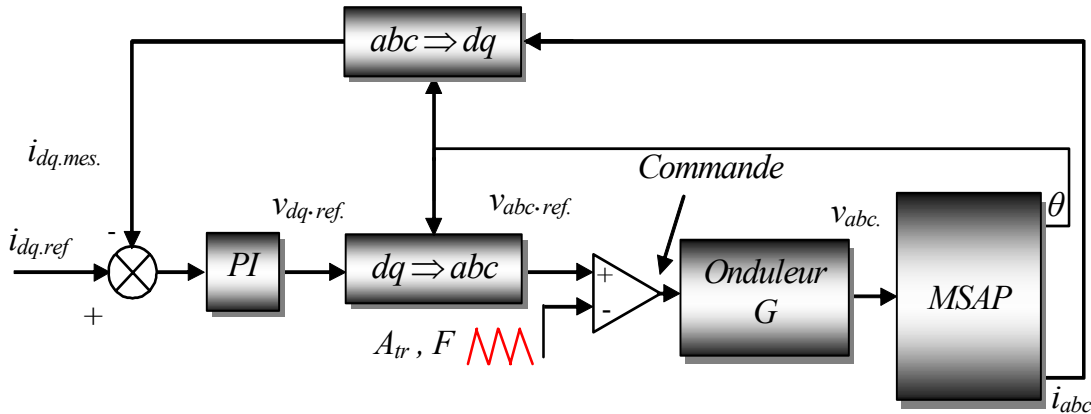 abc ⇒ dq
i_dq.mes.
Commande
θ
v_dq·ref.
v_abc·ref.
v_abc.
-
i_dq.ref
PI
dq ⇒ abc
+
Onduleur
G
MSAP
+
-
A_tr , F
i_abc